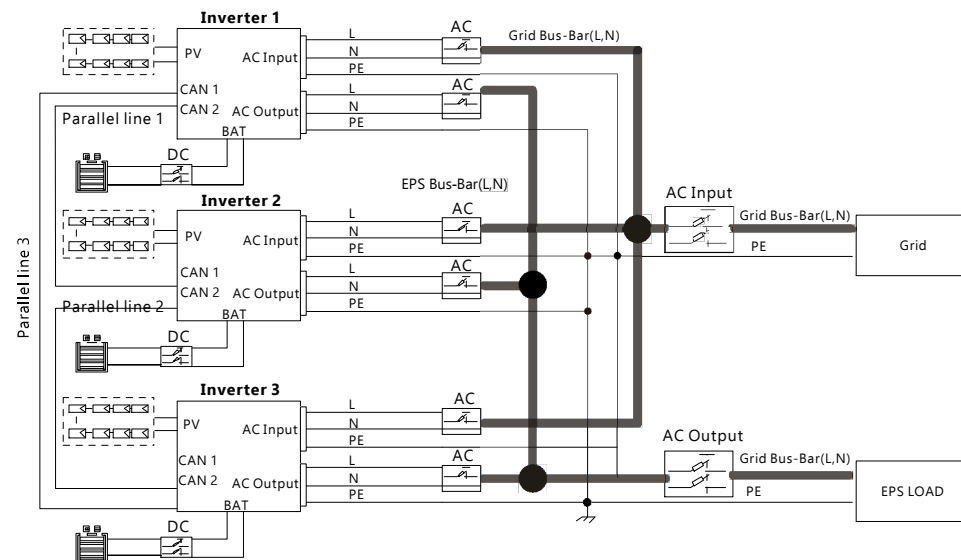 Inverter 1
PV
AC Input
CAN 1
CAN 2
AC Output
BAT
L
N
PE
L
N
PE
AC
AC
Grid Bus-Bar(L,N)
Parallel line 1
DC
EPS Bus-Bar(L,N)
Inverter 2
PV
AC Input
CAN 1
CAN 2
AC Output
BAT
L
N
PE
L
N
PE
AC
AC
AC Input
Grid Bus-Bar(L,N)
PE
Grid
Parallel line 3
Parallel line 2
DC
Inverter 3
PV
AC Input
CAN 1
CAN 2
AC Output
BAT
L
N
PE
L
N
PE
AC
AC
AC Output
Grid Bus-Bar(L,N)
PE
EPS LOAD
DC